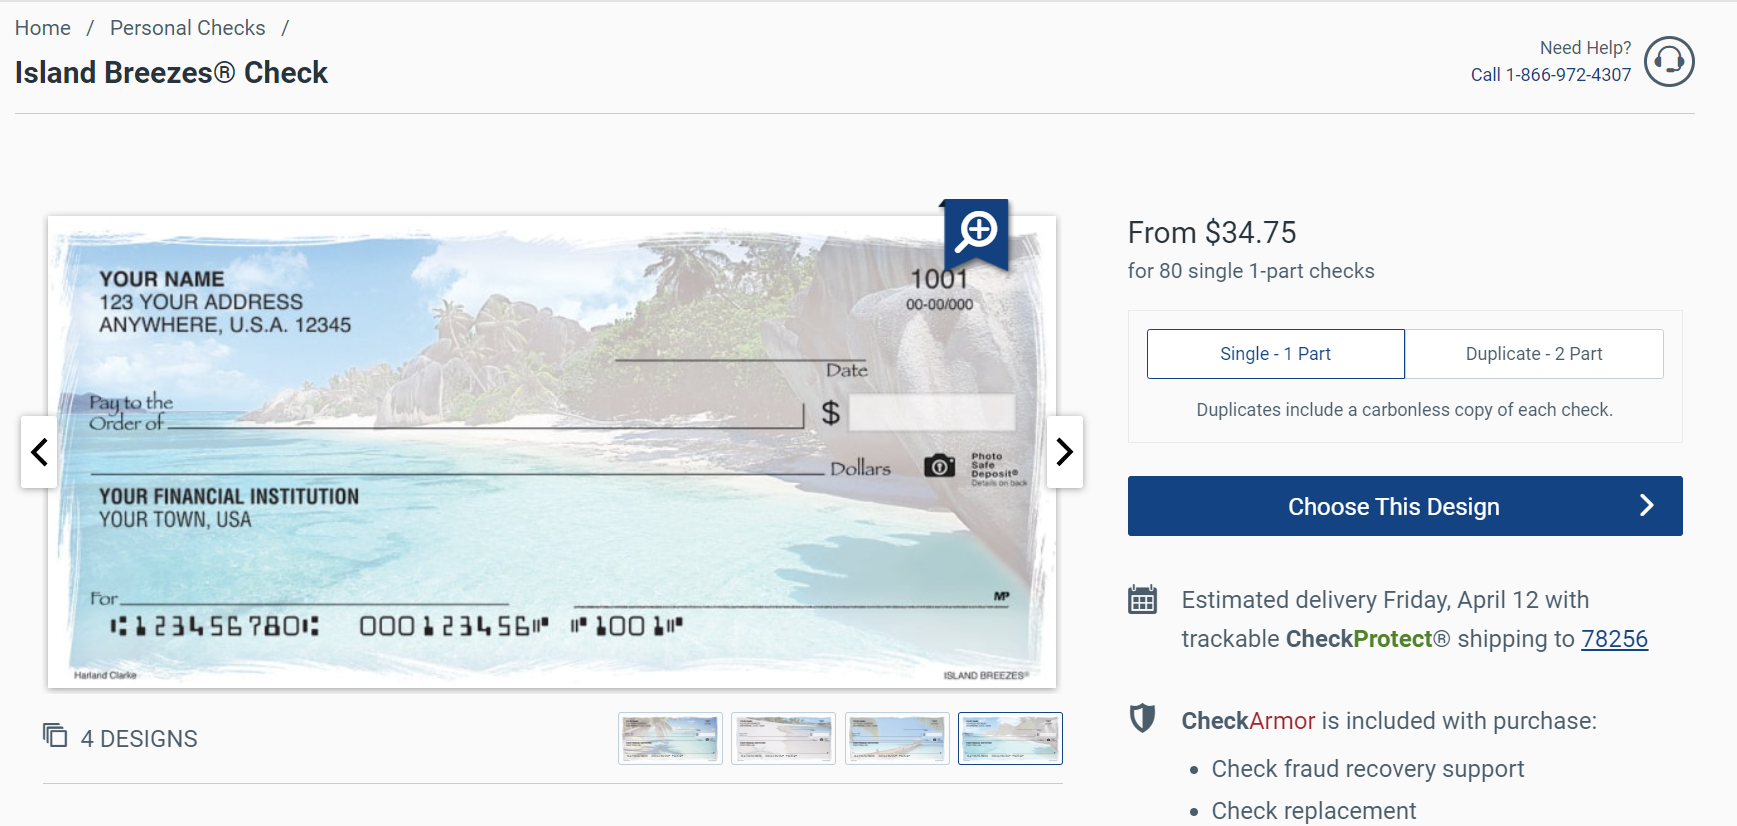 Home / Personal Checks /
Island Breezes® Check
Need Help?
Call 1-866-972-4307
YOUR NAME
123 YOUR ADDRESS
ANYWHERE, U.S.A. 12345
1001
00-00/000
Date
Pay to the
Order of
$
Dollars
Photo
Safe
Deposit®
Details on back
YOUR FINANCIAL INSTITUTION
YOUR TOWN, USA
For
MP
⑆123456780⑆ 000123456⑈ ⑈1001⑈
Harland Clarke
ISLAND BREEZES®
4 DESIGNS
From $34.75
for 80 single 1-part checks
Single - 1 Part
Duplicate - 2 Part
Duplicates include a carbonless copy of each check.
Choose This Design
Estimated delivery Friday, April 12 with
trackable CheckProtect® shipping to 78256
CheckArmor is included with purchase:
• Check fraud recovery support
• Check replacement